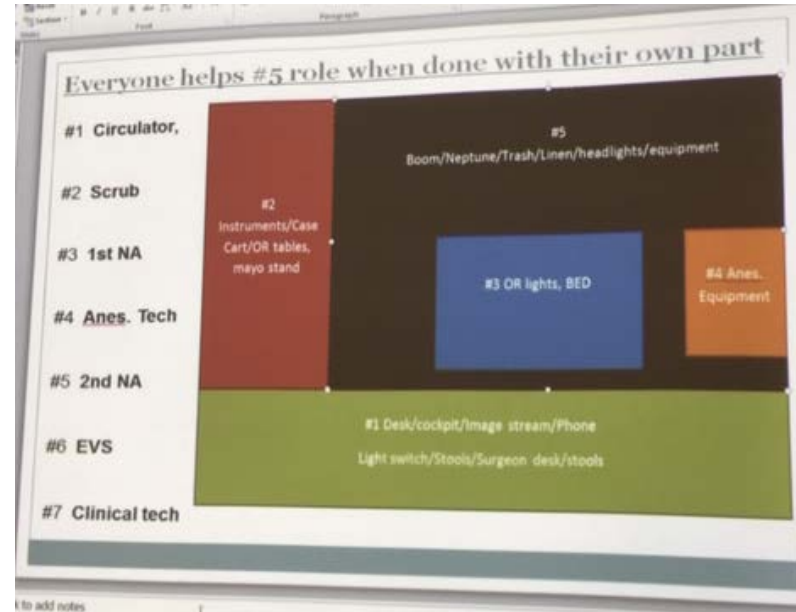 Font
Paragraph
Everyone helps #5 role when done with their own part
#1 Circulator,
#2 Scrub
#3 1st NA
#4 Anes. Tech
#5 2nd NA
#6 EVS
#7 Clinical tech
#2
Instruments/Case
Cart/OR tables,
mayo stand
#5
Boom/Neptune/Trash/Linen/headlights/equipment
#3 OR lights, BED
#4 Anes.
Equipment
#1 Desk/cockpit/Image stream/Phone
Light switch/Stools/Surgeon desk/stools
to add notes